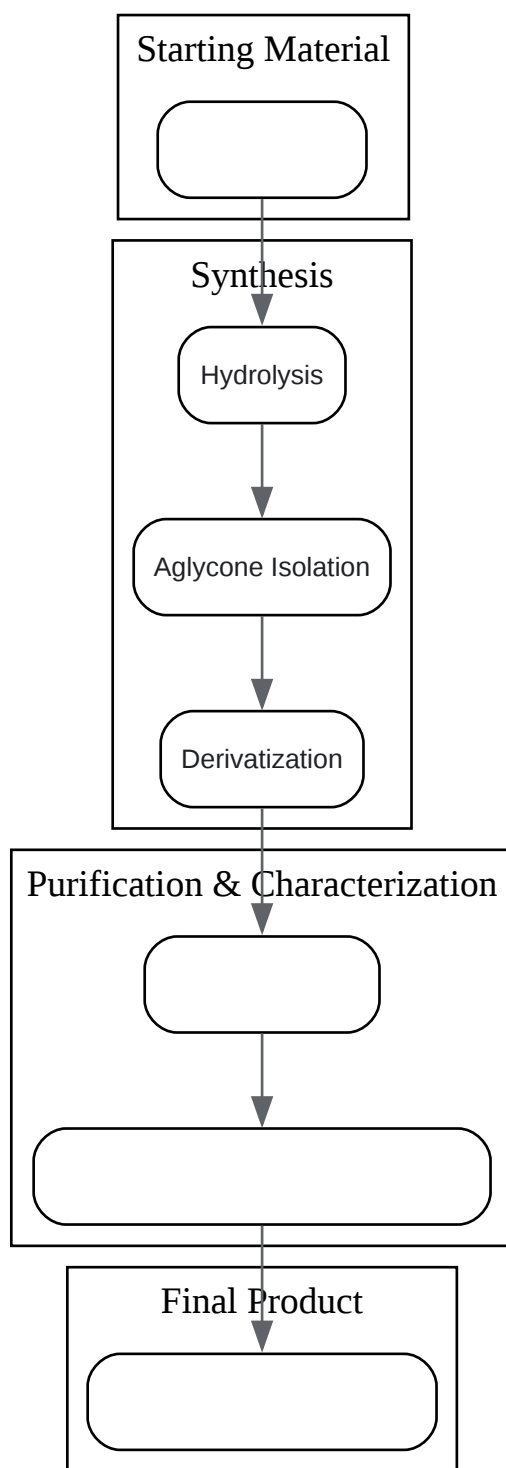 Starting Material
Synthesis
Hydrolysis
Aglycone Isolation
Derivatization
Purification & Characterization
Final Product